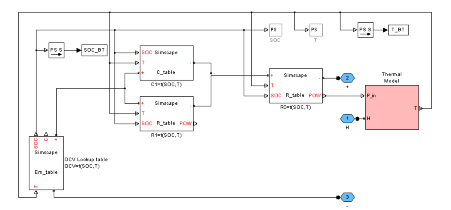 PS
SOC
PS
T
PS S
T_BT
PS S
SOC_BT
SOC
T
+
Simscape
C_table
C1=f(SOC,T)
+
T
SOC
Simscape
R_table
POW
R1=f(SOC,T)
+
T
SOC
Simscape
R_table
-
POW
R0=f(SOC,T)
2
+
1
H
Thermal
Model
P_in
H
T
SOC
Simscape
Em_table
T
OCV Lookup table
OCV=f(SOC,T)
3
-